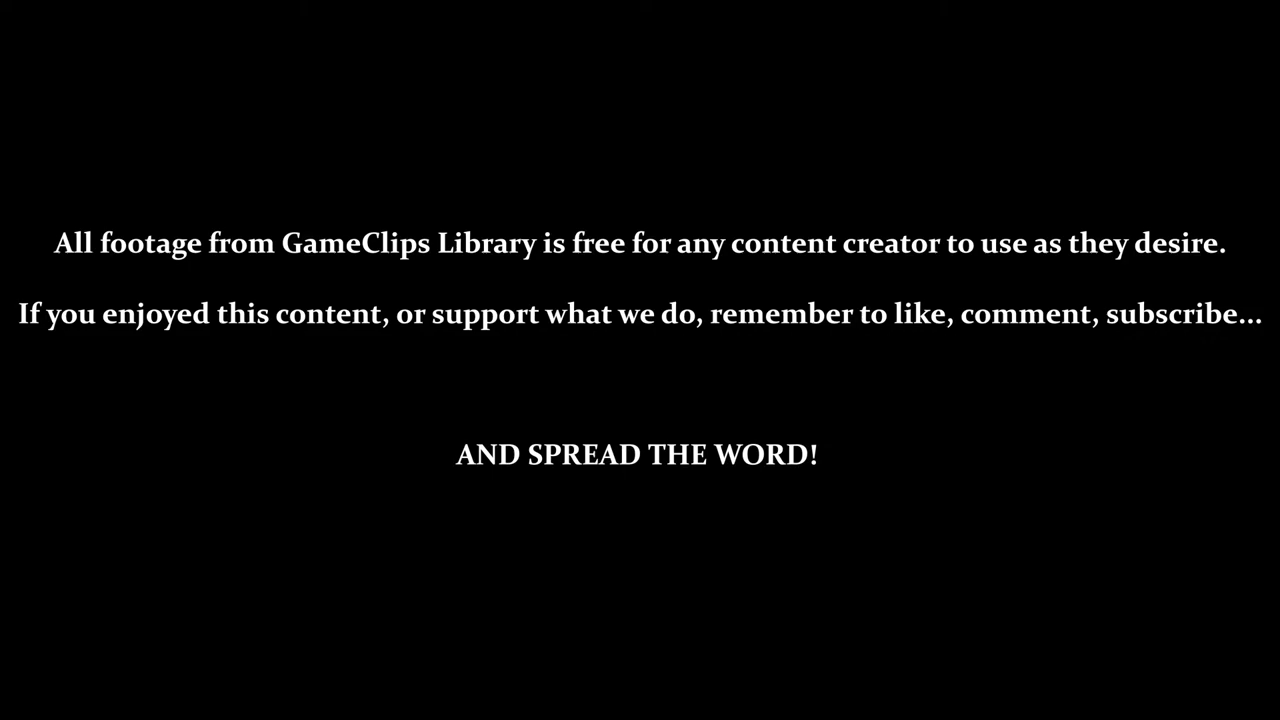 All footage from GameClips Library is free for any content creator to use as they desire.
If you enjoyed this content, or support what we do, remember to like, comment, subscribe...
AND SPREAD THE WORD!